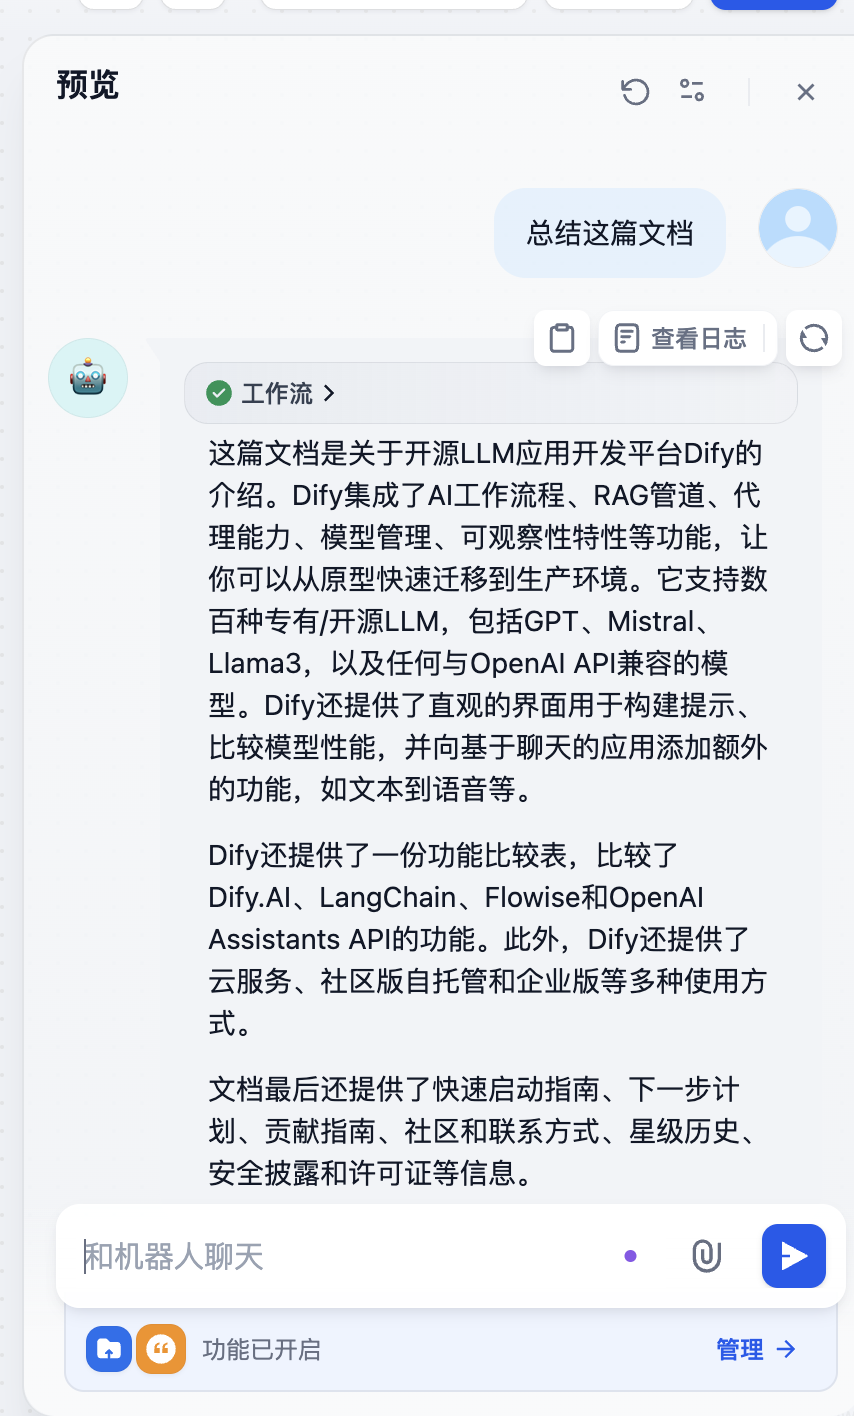 预览
总结这篇文档
查看日志
工作流
这篇文档是关于开源LLM应用开发平台Dify的
介绍。Dify集成了AI工作流程、RAG管道、代
理能力、模型管理、可观察性特性等功能，让
你可以从原型快速迁移到生产环境。它支持数
百种专有/开源LLM，包括GPT、Mistral、
Llama3，以及任何与OpenAI API兼容的模
型。Dify还提供了直观的界面用于构建提示、
比较模型性能，并向基于聊天的应用添加额外
的功能，如文本到语音等。
Dify还提供了一份功能比较表，比较了
Dify.AI、LangChain、Flowise和OpenAI
Assistants API的功能。此外，Dify还提供了
云服务、社区版自托管和企业版等多种使用方
式。
文档最后还提供了快速启动指南、下一步计
划、贡献指南、社区和联系方式、星级历史、
安全披露和许可证等信息。
和机器人聊天
功能已开启
管理